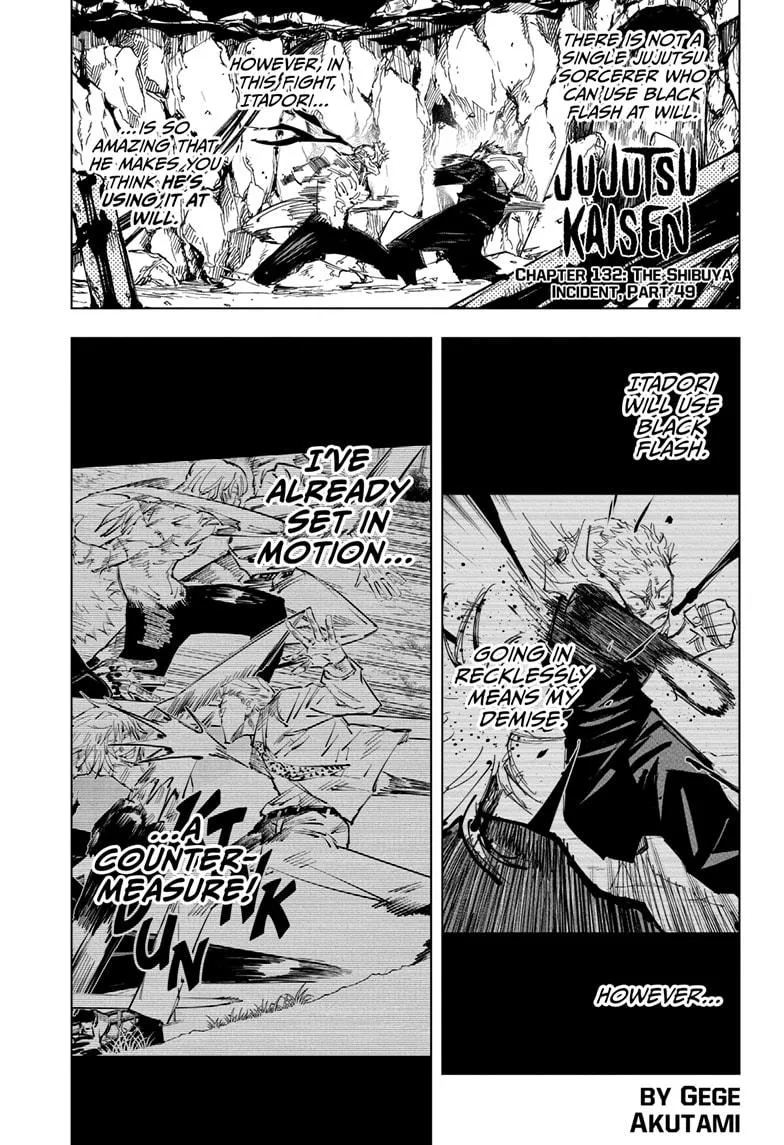 THERE IS NOT A
SINGLE JUJUTSU
SORCERER WHO
CAN USE BLACK
FLASH AT WILL.
HOWEVER, IN
THIS FIGHT,
ITADORI...
...IS SO
AMAZING THAT
HE MAKES YOU
THINK HE'S
USING IT AT
WILL.
JUJUTSU
KAISEN
CHAPTER 132: THE SHIBUYA
INCIDENT, PART 49
ITADORI
WILL USE
BLACK
FLASH.
GOING IN
RECKLESSLY
MEANS MY
DEMISE.
HOWEVER...
I'VE
ALREADY
SET IN
MOTION...
...A
COUNTER-
MEASURE!
BY GEGE
AKUTAMI